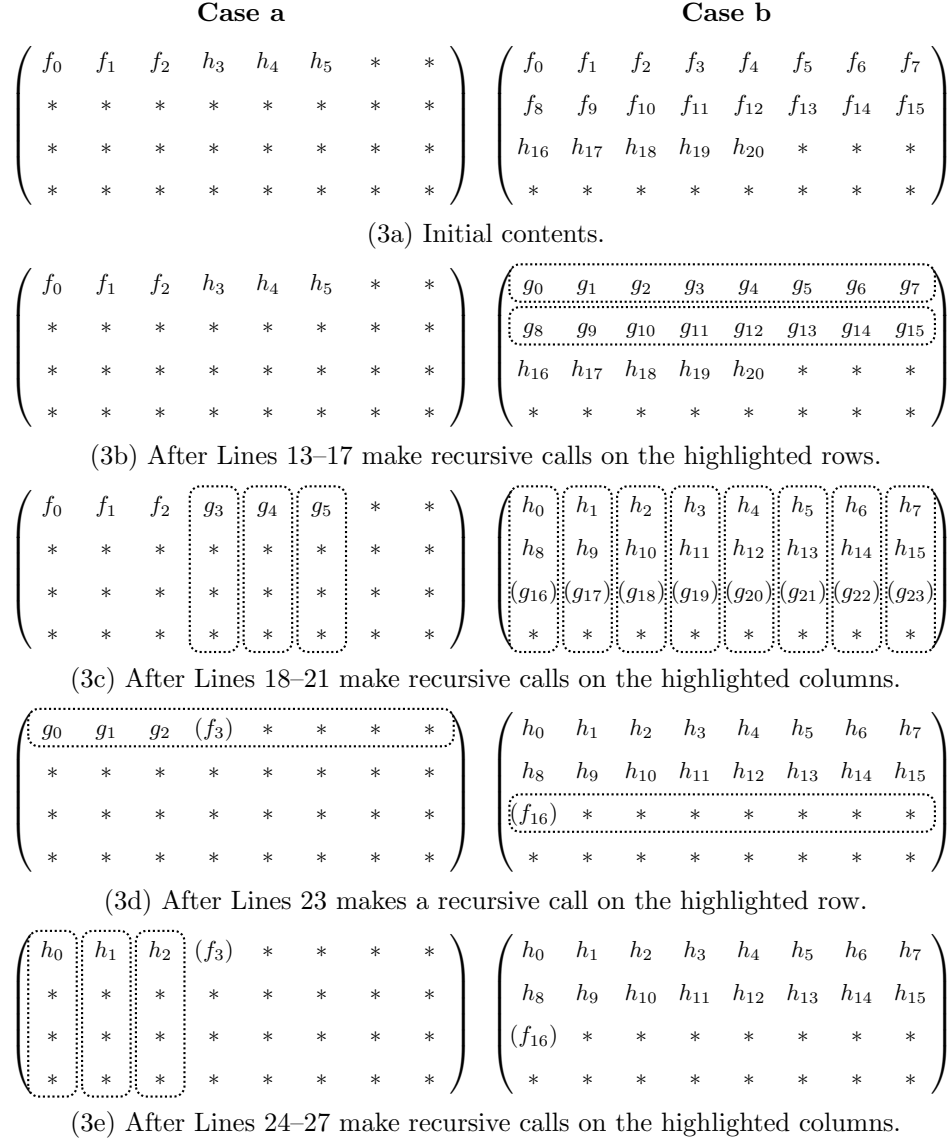 Case a Case b
f₀ f₁ f₂ h₃ h₄ h₅ * * f₀ f₁ f₂ f₃ f₄ f₅ f₆ f₇
* * * * * * * * f₈ f₉ f₁₀ f₁₁ f₁₂ f₁₃ f₁₄ f₁₅
* * * * * * * * h₁₆ h₁₇ h₁₈ h₁₉ h₂₀ * * *
* * * * * * * * * * * * * * * *
(3a) Initial contents.
f₀ f₁ f₂ h₃ h₄ h₅ * * g₀ g₁ g₂ g₃ g₄ g₅ g₆ g₇
* * * * * * * * g₈ g₉ g₁₀ g₁₁ g₁₂ g₁₃ g₁₄ g₁₅
* * * * * * * * h₁₆ h₁₇ h₁₈ h₁₉ h₂₀ * * *
* * * * * * * * * * * * * * * *
(3b) After Lines 13–17 make recursive calls on the highlighted rows.
f₀ f₁ f₂ g₃ g₄ g₅ * * h₀ h₁ h₂ h₃ h₄ h₅ h₆ h₇
* * * * * * * * h₈ h₉ h₁₀ h₁₁ h₁₂ h₁₃ h₁₄ h₁₅
* * * * * * * * (g₁₆) (g₁₇) (g₁₈) (g₁₉) (g₂₀) (g₂₁) (g₂₂) (g₂₃)
* * * * * * * * * * * * * * * *
(3c) After Lines 18–21 make recursive calls on the highlighted columns.
g₀ g₁ g₂ (f₃) * * * * h₀ h₁ h₂ h₃ h₄ h₅ h₆ h₇
* * * * * * * * h₈ h₉ h₁₀ h₁₁ h₁₂ h₁₃ h₁₄ h₁₅
* * * * * * * * (f₁₆) * * * * * * *
* * * * * * * * * * * * * * * *
(3d) After Lines 23 makes a recursive call on the highlighted row.
h₀ h₁ h₂ (f₃) * * * * h₀ h₁ h₂ h₃ h₄ h₅ h₆ h₇
* * * * * * * * h₈ h₉ h₁₀ h₁₁ h₁₂ h₁₃ h₁₄ h₁₅
* * * * * * * * (f₁₆) * * * * * * *
* * * * * * * * * * * * * * * *
(3e) After Lines 24–27 make recursive calls on the highlighted columns.